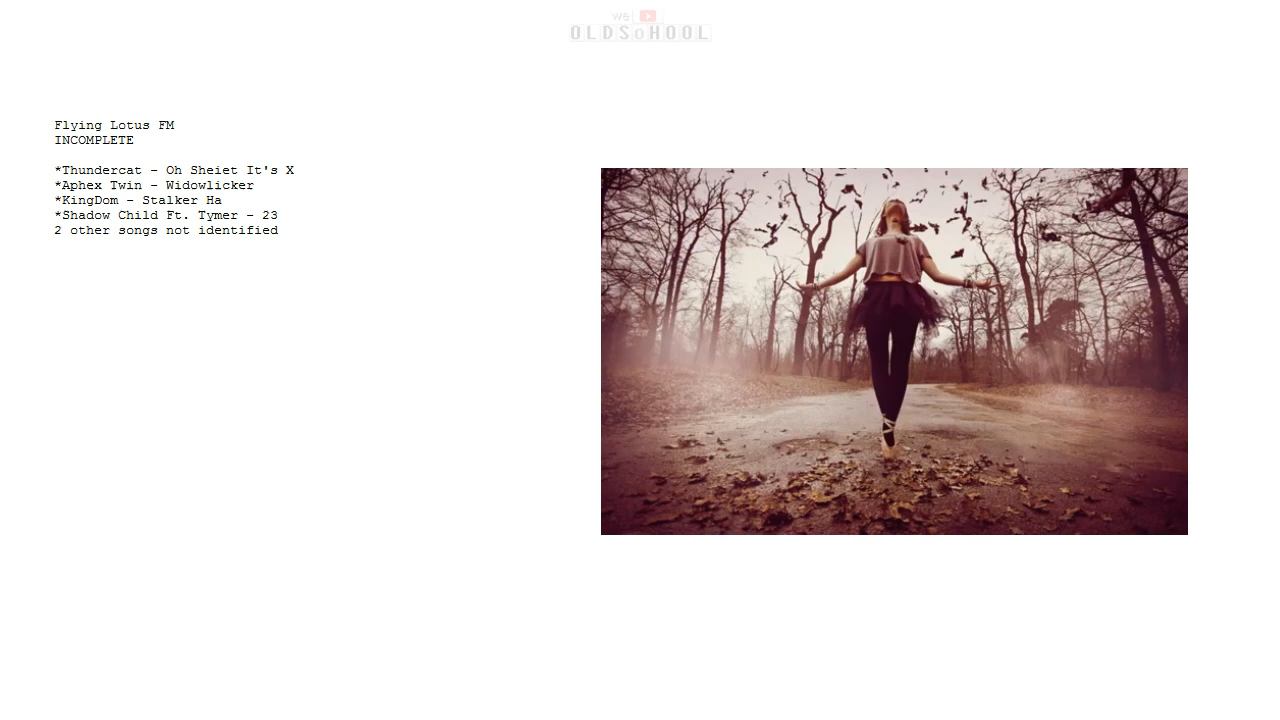 we
OLDSoHOOL
Flying Lotus FM
INCOMPLETE
*Thundercat - Oh Sheiet It's X
*Aphex Twin - Widowlicker
*KingDom - Stalker Ha
*Shadow Child Ft. Tymer - 23
2 other songs not identified